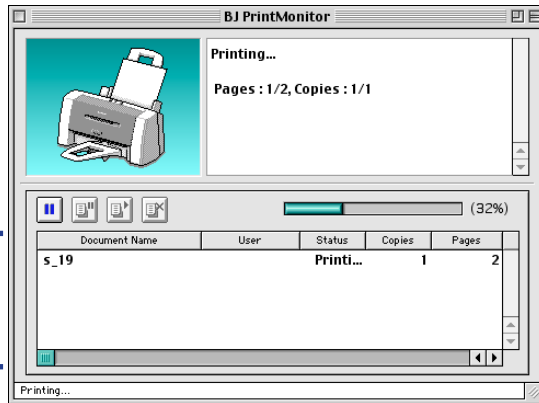 BJ PrintMonitor
Printing...
Pages : 1/2, Copies : 1/1
(32%)
Document Name User Status Copies Pages
s_19 Printi... 1 2
Printing...